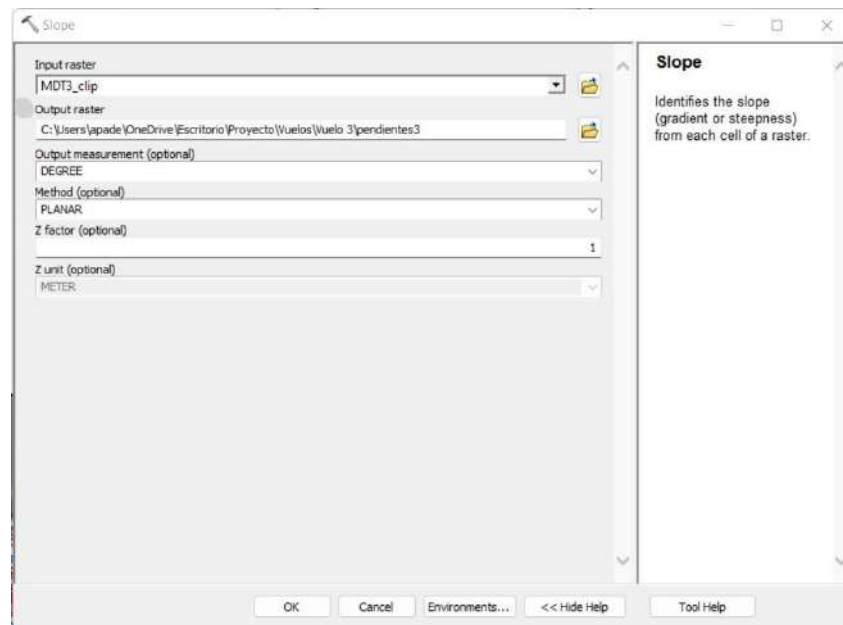 Slope
Input raster
MDT3_clip
Output raster
C:\Users\apade\OneDrive\Escritorio\Proyecto\Vuelos\Vuelo 3\pendientes3
Output measurement (optional)
DEGREE
Method (optional)
PLANAR
Z factor (optional)
1
Z unit (optional)
METER
Slope
Identifies the slope
(gradient or steepness)
from each cell of a raster.
OK
Cancel
Environments...
<< Hide Help
Tool Help